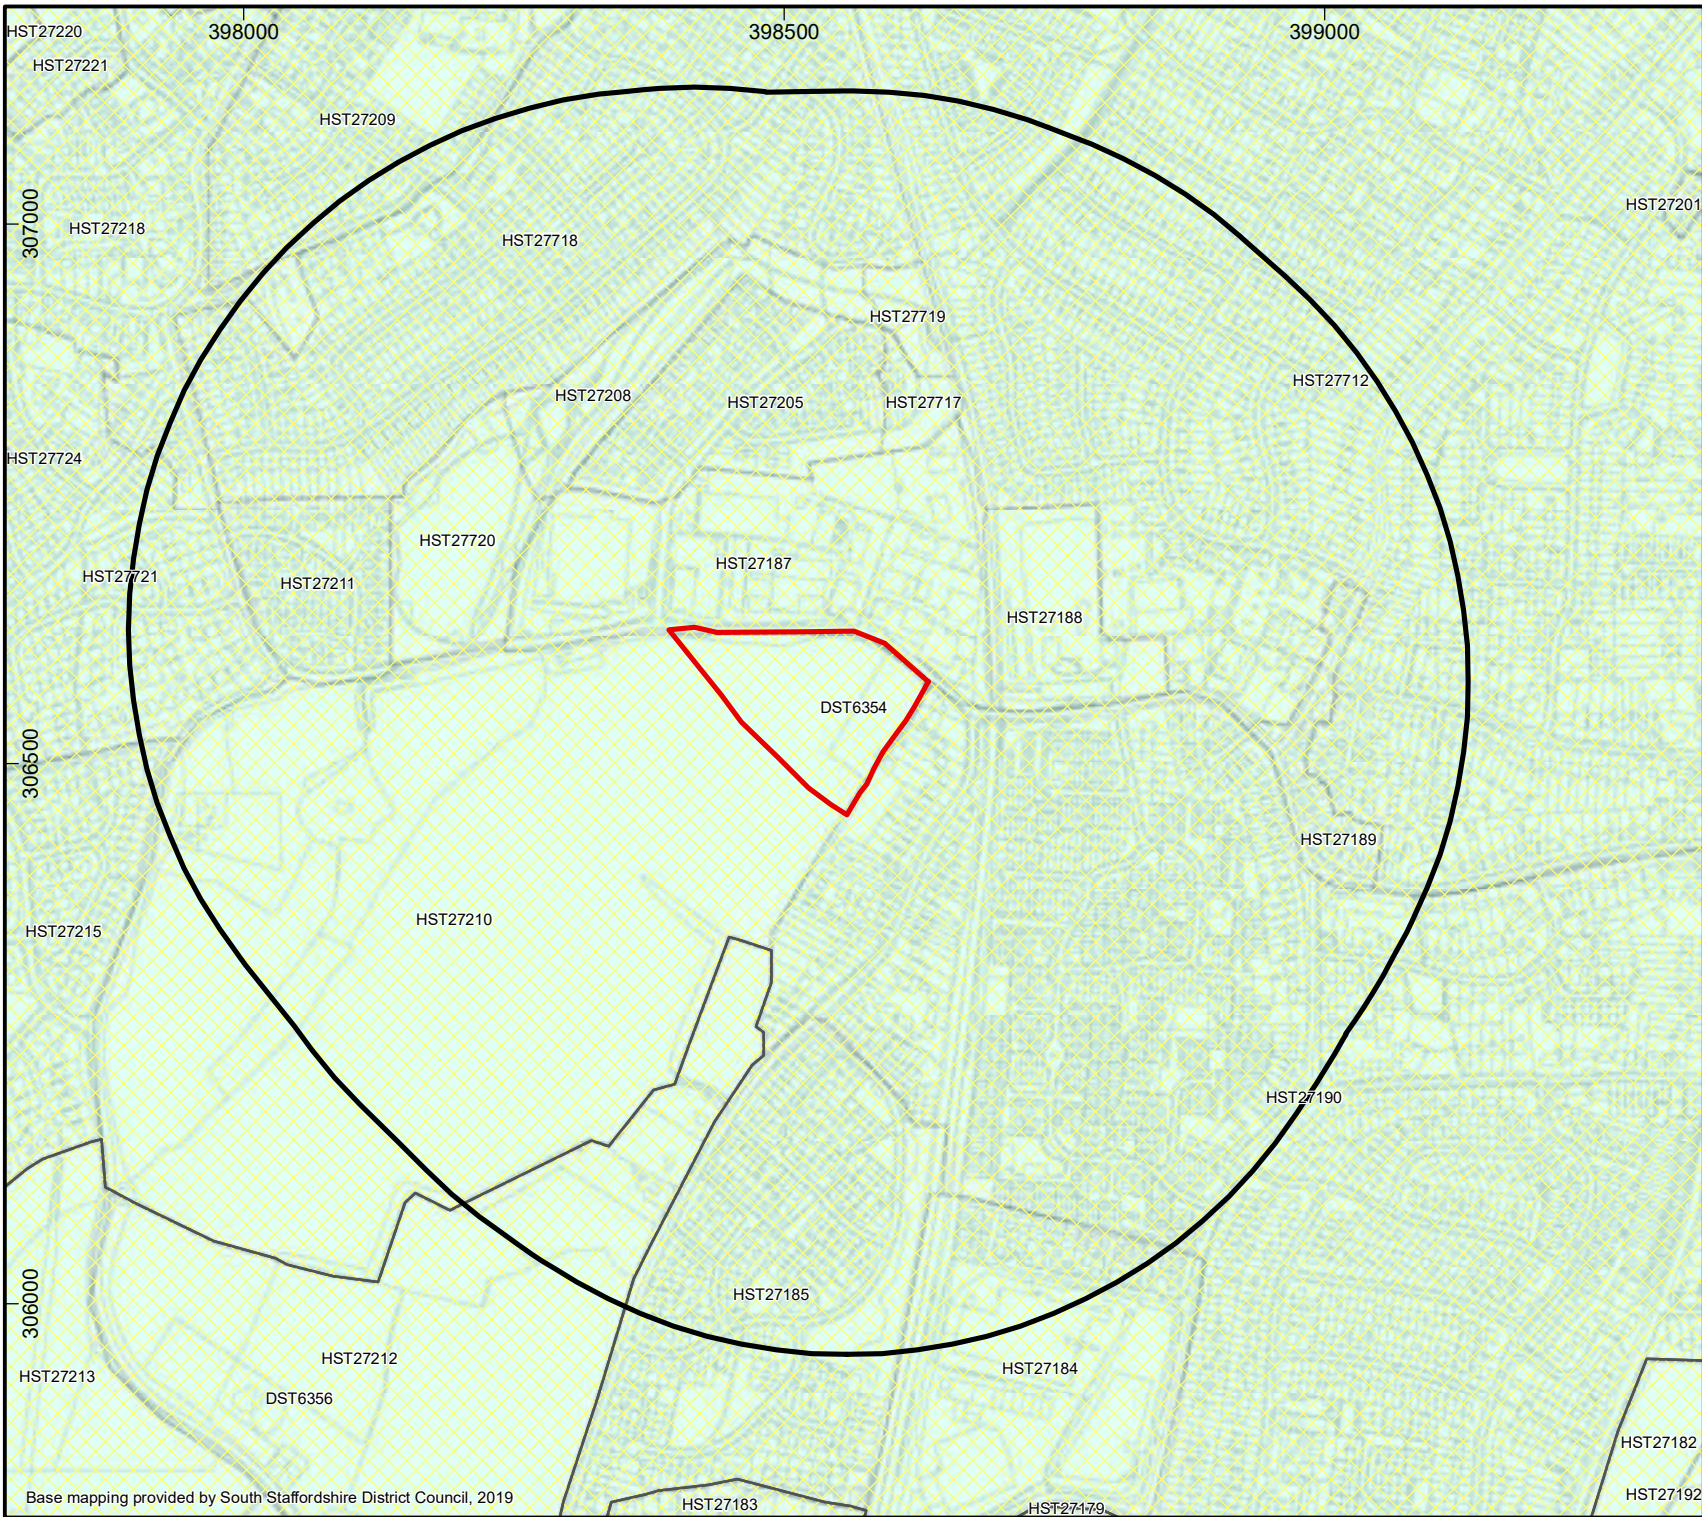 398000
398500
399000
HST27220
HST27221
HST27209
307000
HST27201
HST27218
HST27718
HST27719
HST27712
HST27208
HST27205
HST27717
HST27724
HST27720
HST27187
HST27721
HST27211
HST27188
DST6354
306500
HST27189
HST27210
HST27215
HST27190
306000
HST27185
HST27212
HST27184
HST27213
DST6356
HST27182
Base mapping provided by South Staffordshire District Council, 2019
HST27183
HST27179
HST27192